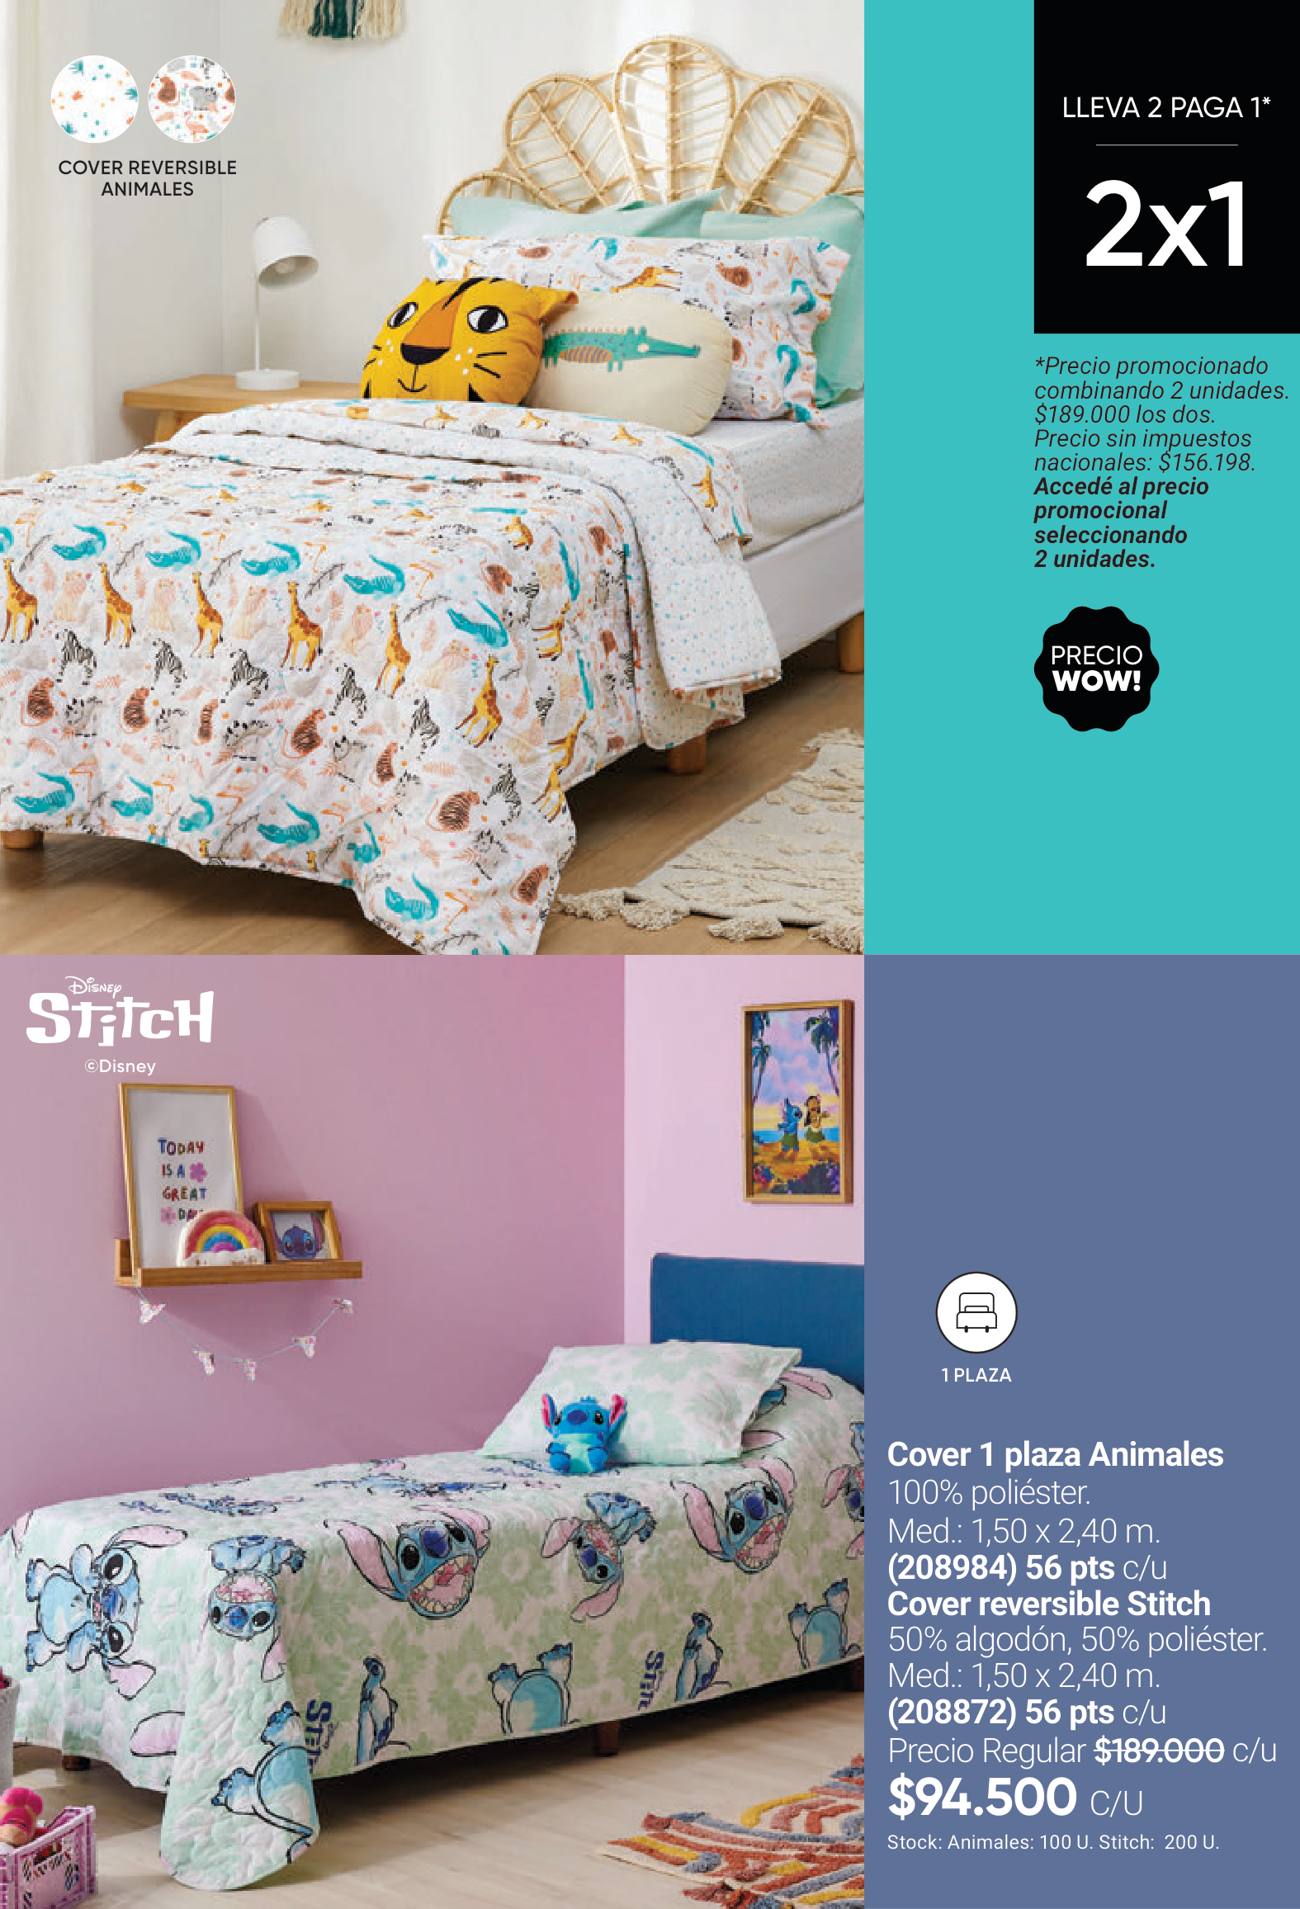 COVER REVERSIBLE
ANIMALES
LLEVA 2 PAGA 1*
2x1
*Precio promocionado
combinando 2 unidades.
$189.000 los dos.
Precio sin impuestos
nacionales: $156.198.
Accedé al precio
promocional
seleccionando
2 unidades.
PRECIO
WOW!
Disney
Stitch
©Disney
TODAY
IS A
GREAT
DAY
Stitch
1 PLAZA
Cover 1 plaza Animales
100% poliéster.
Med.: 1,50 x 2,40 m.
(208984) 56 pts c/u
Cover reversible Stitch
50% algodón, 50% poliéster.
Med.: 1,50 x 2,40 m.
(208872) 56 pts c/u
Precio Regular $189.000 c/u
$94.500 C/U
Stock: Animales: 100 U. Stitch: 200 U.